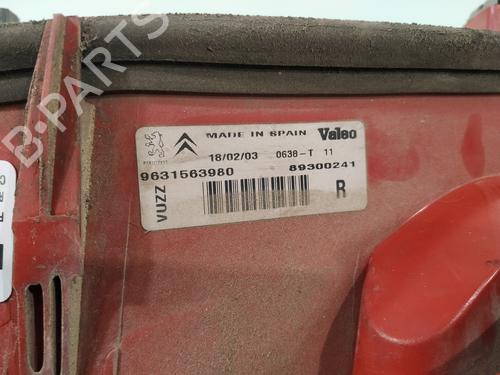 B-PARTS
MADE IN SPAIN Valeo
18/02/03 0638-T 11
9631563980 89300241
VUZZ
R